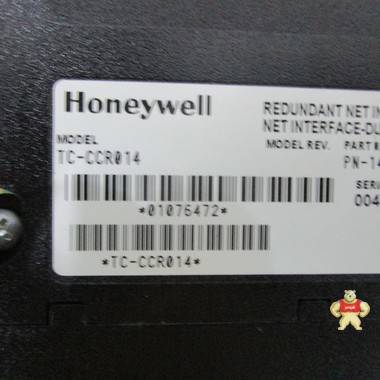 Honeywell
REDUNDANT NET IN
NET INTERFACE-DU
MODEL
MODEL REV.
PART #
TC-CCR014
PN-14
SERI
004
*01076472*
*TC-CCR014*